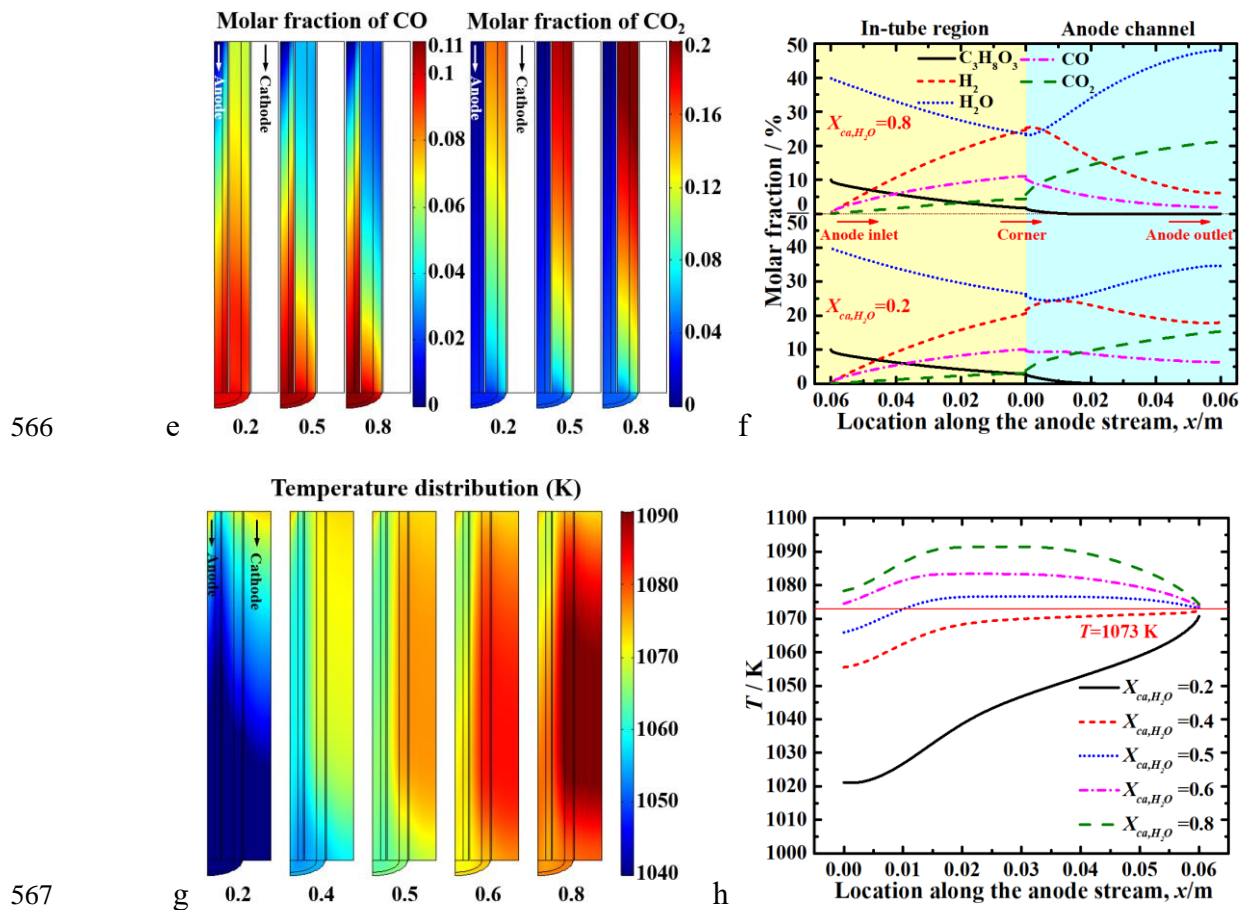 Molar fraction of CO
Molar fraction of CO2
Anode
Cathode
0.11
0.1
0.08
0.06
0.04
0.02
0
0.2 0.5 0.8
Anode
Cathode
0.2
0.16
0.12
0.08
0.04
0
0.2 0.5 0.8
566 e f
In-tube region Anode channel
C3H8O3 CO
H2 CO2
H2O
Xca,H2O=0.8
50
40
30
20
10
0
Anode inlet Corner Anode outlet
50
40
30
20
10
0
Xca,H2O=0.2
Molar fraction / %
0.06 0.04 0.02 0.00 0.02 0.04 0.06
Location along the anode stream, x/m
Temperature distribution (K)
Anode
Cathode
1090
1080
1070
1060
1050
1040
0.2 0.4 0.5 0.6 0.8
567 g h
1100
1090
1080
1070
1060
1050
1040
1030
1020
1010
1000
T / K
T=1073 K
Xca,H2O=0.2
Xca,H2O=0.4
Xca,H2O=0.5
Xca,H2O=0.6
Xca,H2O=0.8
0.00 0.01 0.02 0.03 0.04 0.05 0.06
Location along the anode stream, x/m